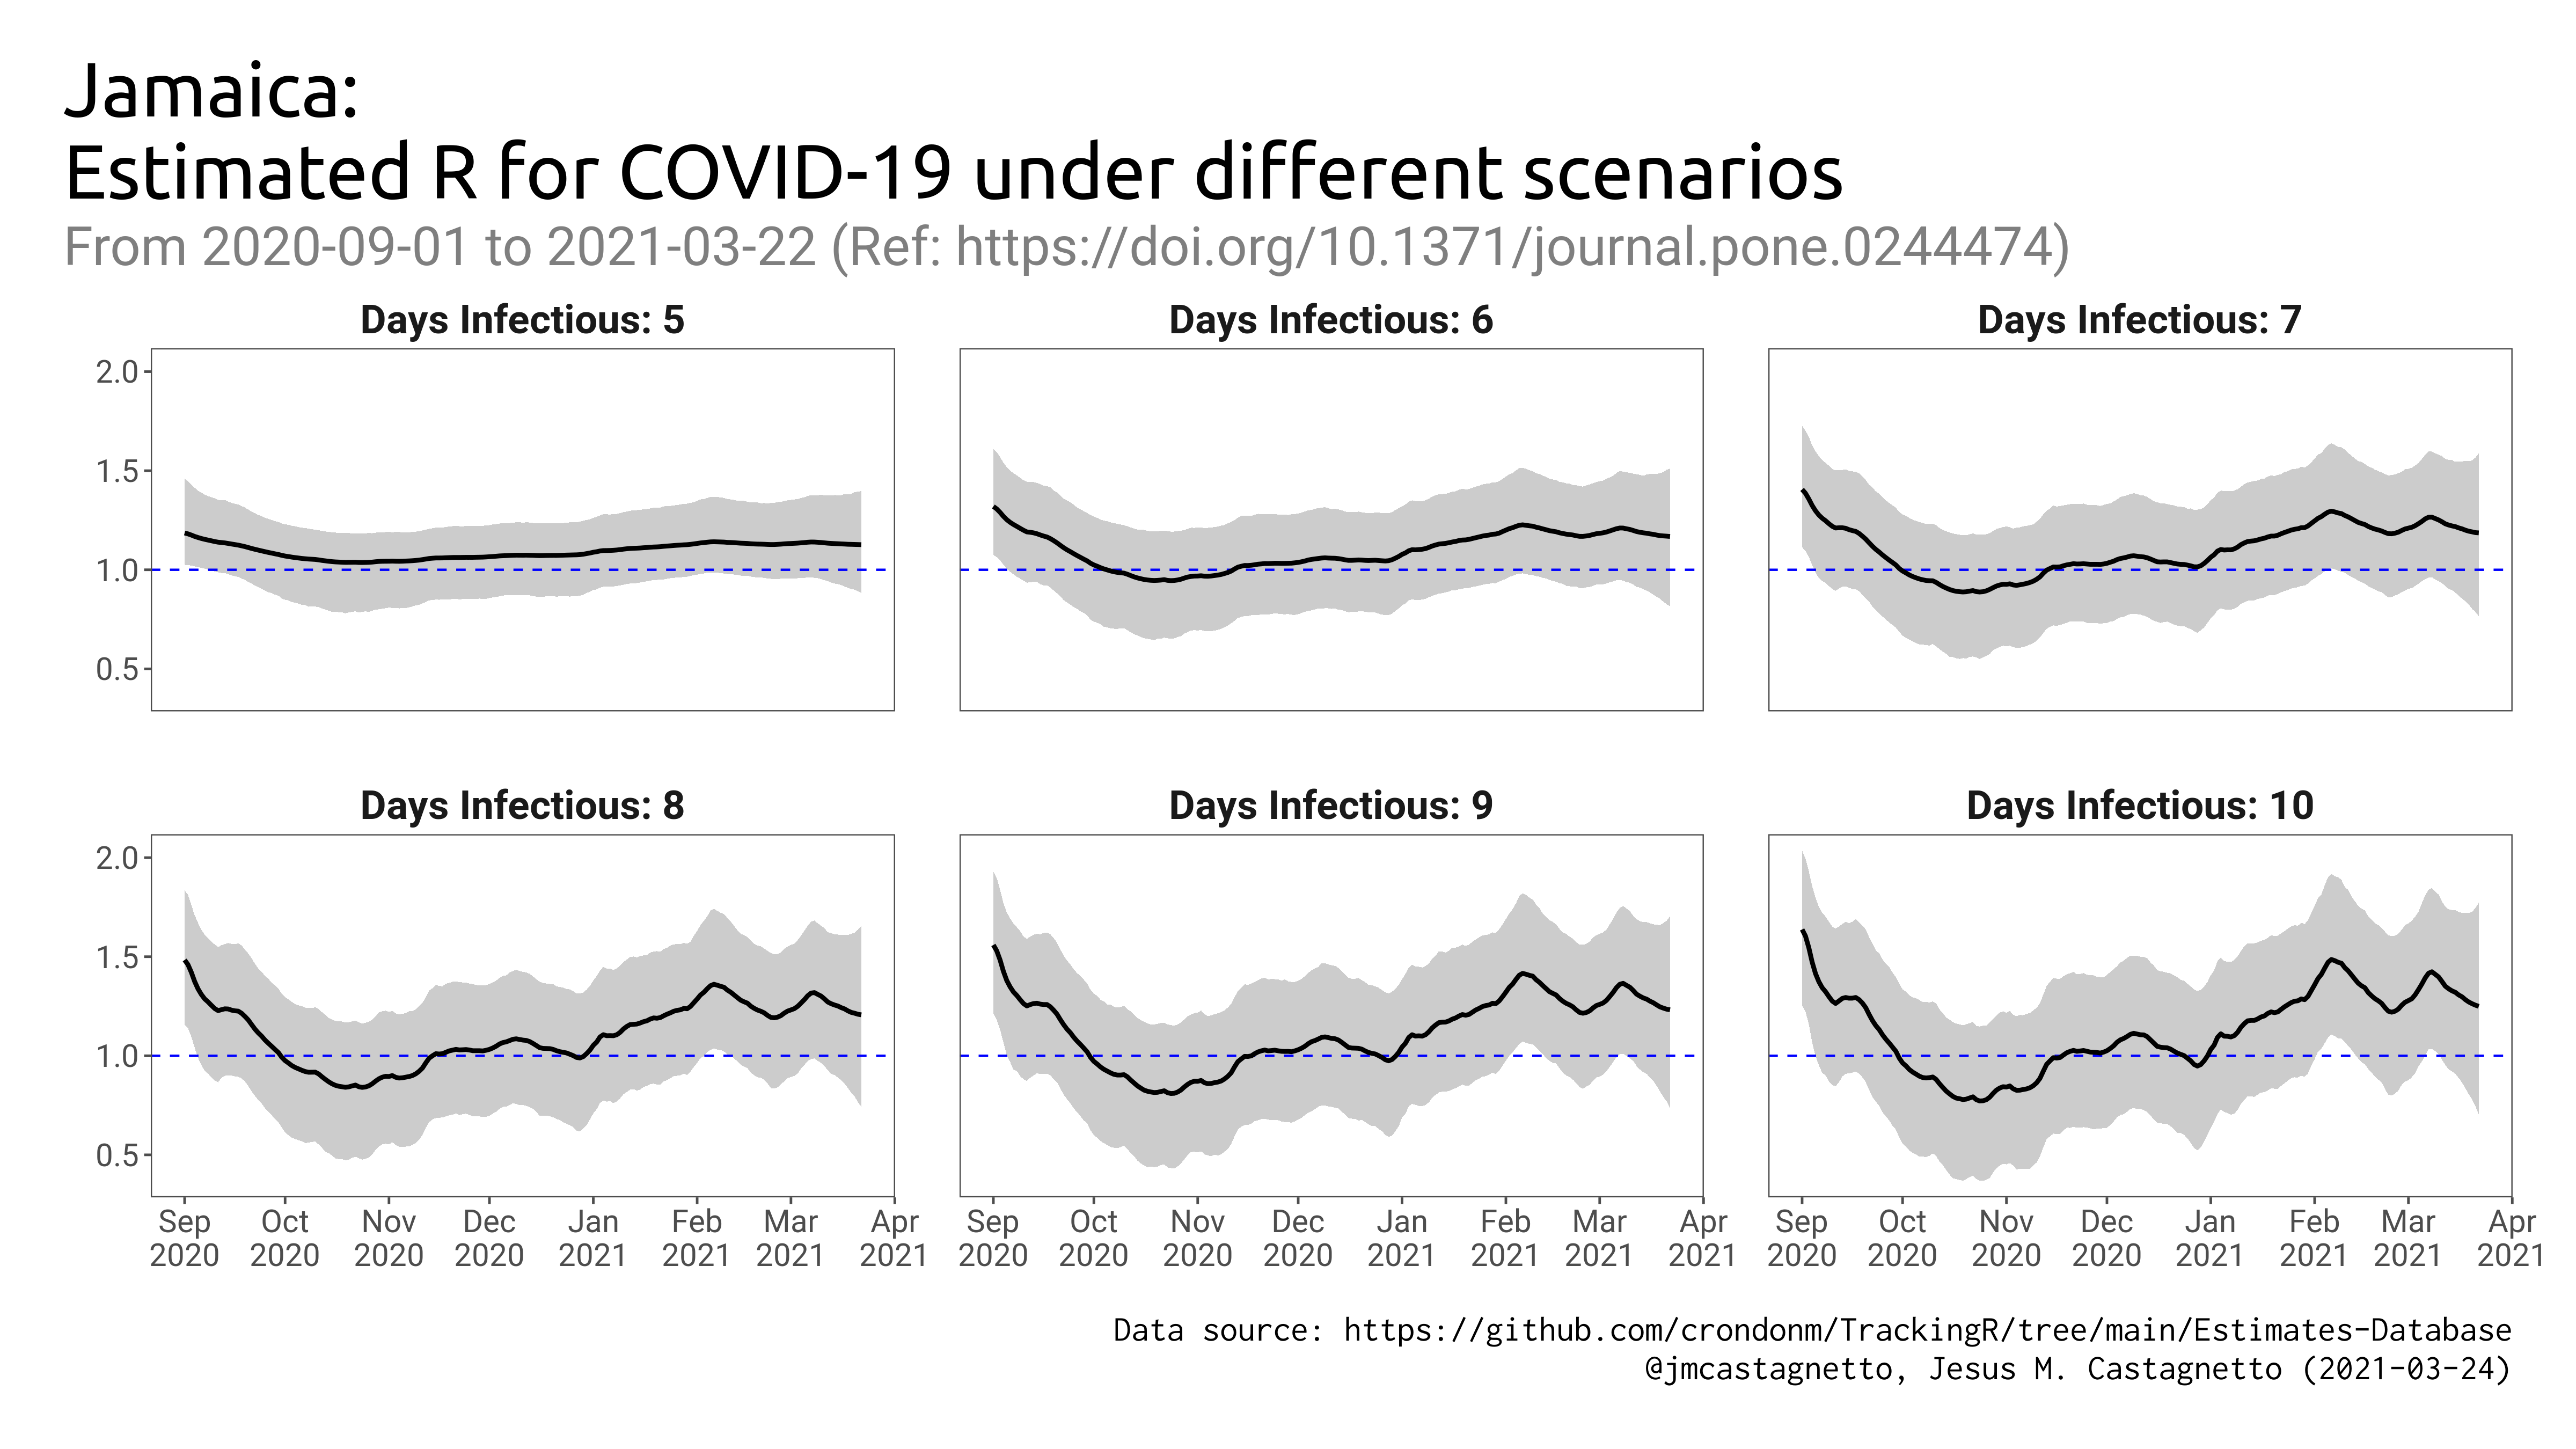 Jamaica:
Estimated R for COVID-19 under different scenarios
From 2020-09-01 to 2021-03-22 (Ref: https://doi.org/10.1371/journal.pone.0244474)
Days Infectious: 5
Days Infectious: 6
Days Infectious: 7
2.0
1.5
1.0
0.5
Days Infectious: 8
Days Infectious: 9
Days Infectious: 10
2.0
1.5
1.0
0.5
Sep Oct Nov Dec Jan Feb Mar Apr
2020 2020 2020 2020 2021 2021 2021 2021
Sep Oct Nov Dec Jan Feb Mar Apr
2020 2020 2020 2020 2021 2021 2021 2021
Sep Oct Nov Dec Jan Feb Mar Apr
2020 2020 2020 2020 2021 2021 2021 2021
Data source: https://github.com/crondonm/TrackingR/tree/main/Estimates-Database
@jmcastagnetto, Jesus M. Castagnetto (2021-03-24)